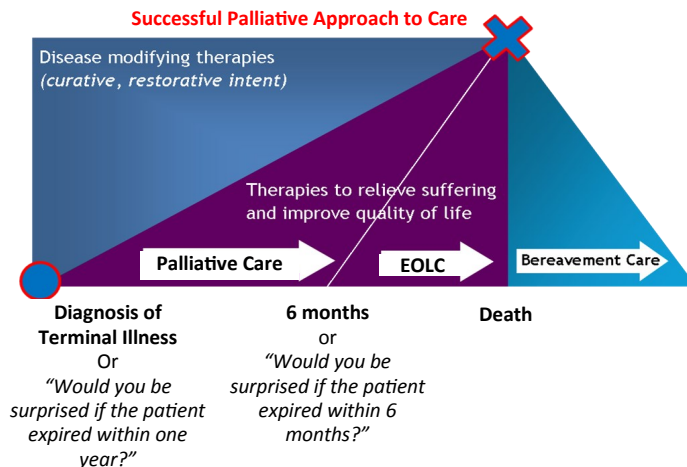 Successful Palliative Approach to Care
Disease modifying therapies
(curative, restorative intent)
Therapies to relieve suffering
and improve quality of life
Palliative Care
EOLC
Bereavement Care
Diagnosis of
Terminal Illness
Or
“Would you be
surprised if the patient
expired within one
year?”
6 months
or
“Would you be
surprised if the patient
expired within 6
months?”
Death